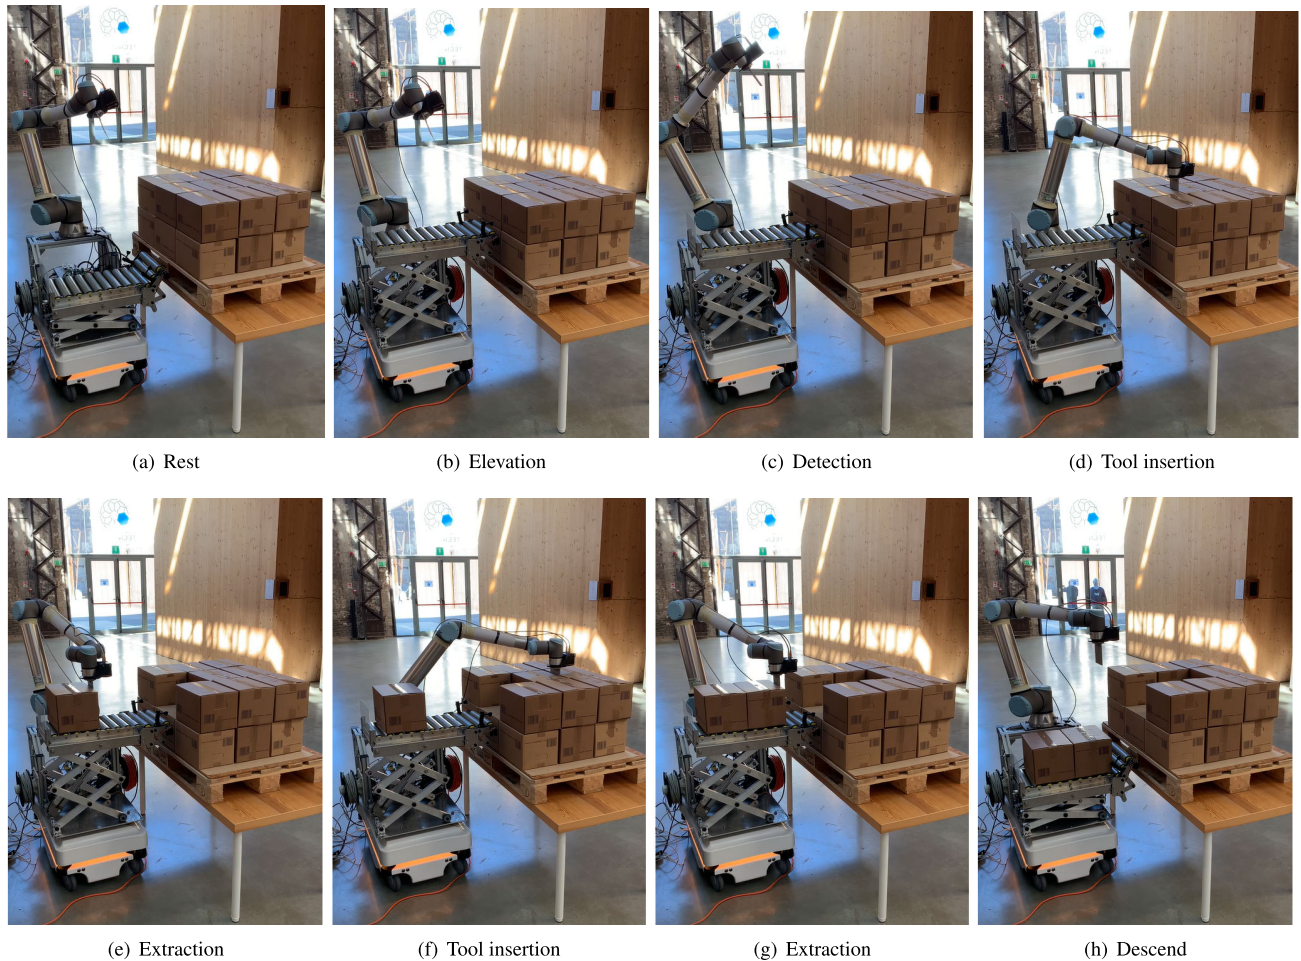 (a) Rest
(b) Elevation
(c) Detection
(d) Tool insertion
(e) Extraction
(f) Tool insertion
(g) Extraction
(h) Descend